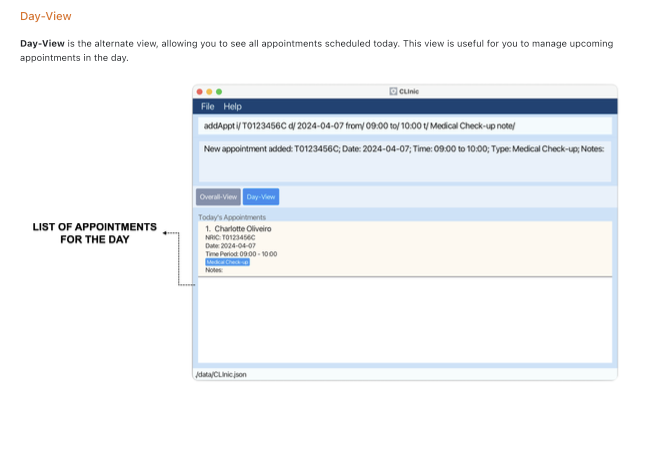 Day-View
Day-View is the alternate view, allowing you to see all appointments scheduled today. This view is useful for you to manage upcoming
appointments in the day.
CLInic
File Help
addAppt i/ T0123456C d/ 2024-04-07 from/ 09:00 to/ 10:00 t/ Medical Check-up note/
New appointment added: T0123456C; Date: 2024-04-07; Time: 09:00 to 10:00; Type: Medical Check-up; Notes:
Overall-View Day-View
Today's Appointments
LIST OF APPOINTMENTS
FOR THE DAY
1. Charlotte Oliveiro
NRIC: T0123456C
Date: 2024-04-07
Time Period: 09:00 - 10:00
Medical Check-up
Notes:
/data/CLInic.json